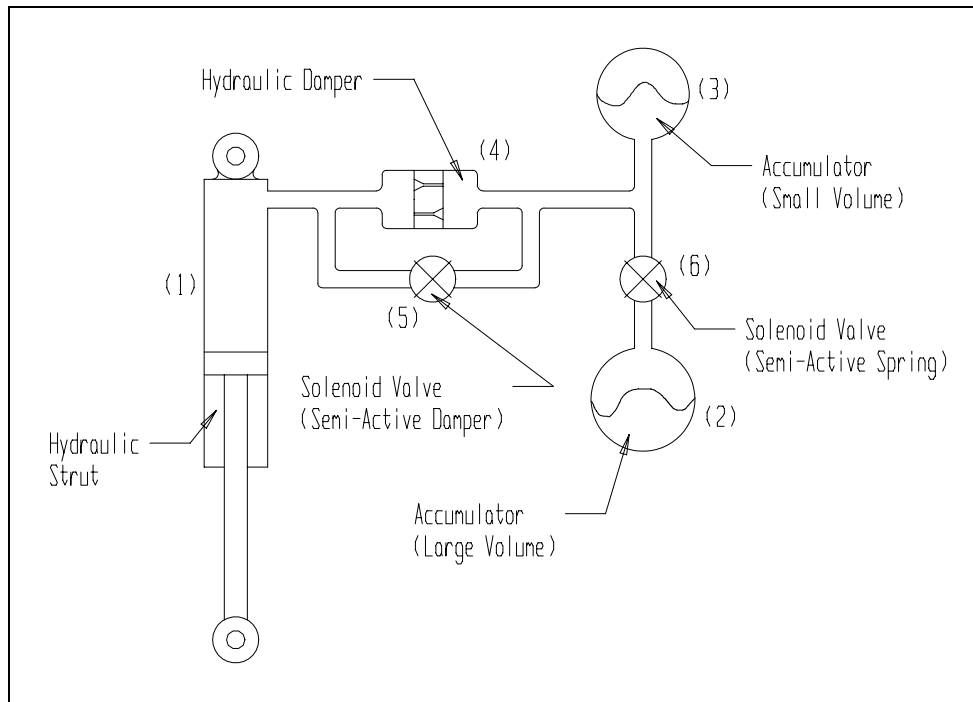 Hydraulic Damper
(4)
(3)
Accumulator
(Small Volume)
(1)
(5)
(6)
Solenoid Valve
(Semi-Active Spring)
Solenoid Valve
(Semi-Active Damper)
(2)
Hydraulic
Strut
Accumulator
(Large Volume)